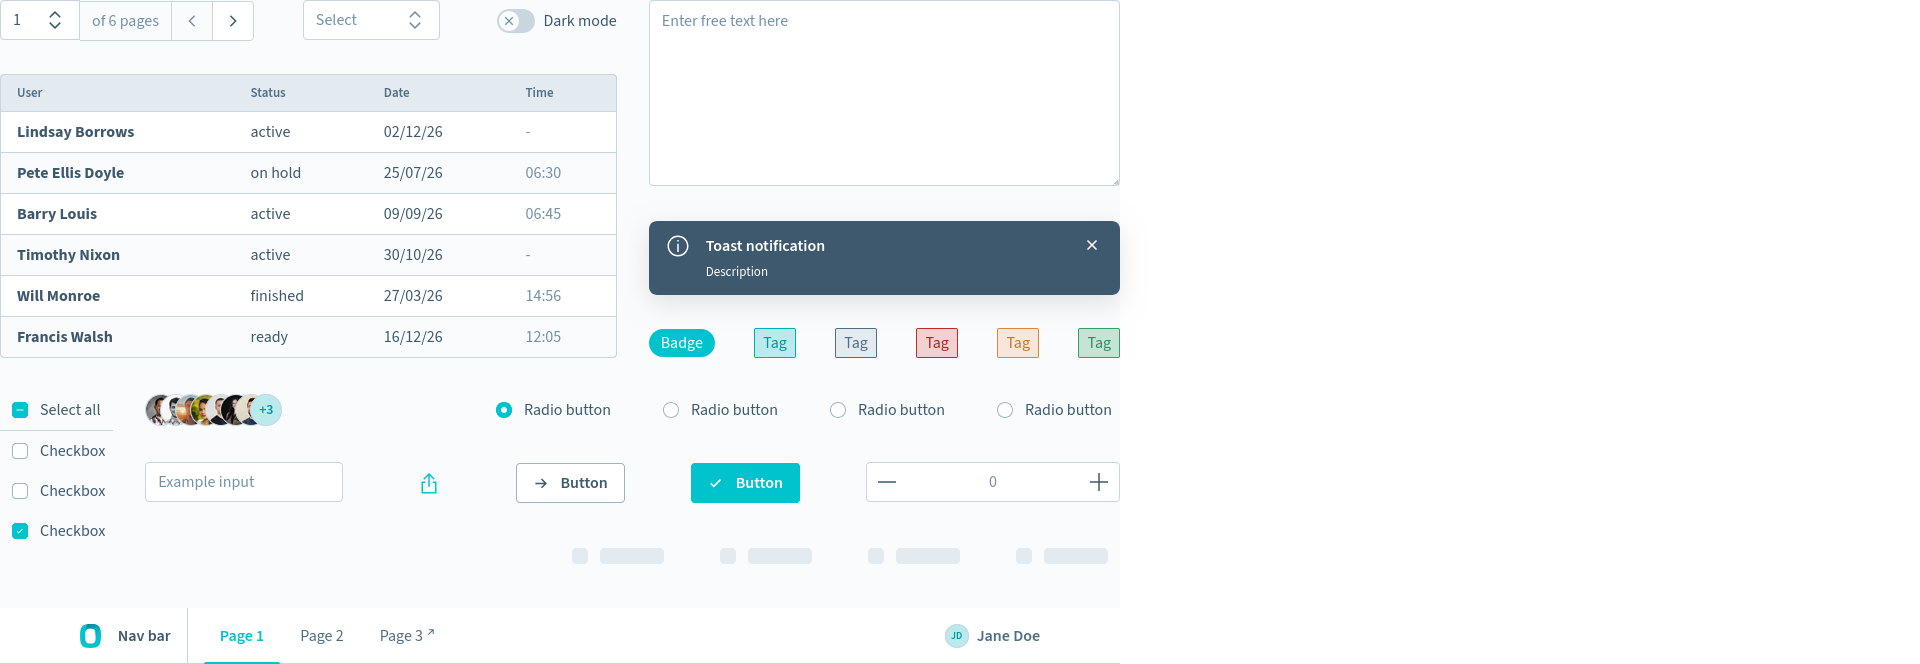 1 of 6 pages Select Dark mode
Enter free text here
User Status Date Time
Lindsay Borrows active 02/12/26 -
Pete Ellis Doyle on hold 25/07/26 06:30
Barry Louis active 09/09/26 06:45
Timothy Nixon active 30/10/26 -
Will Monroe finished 27/03/26 14:56
Francis Walsh ready 16/12/26 12:05
Toast notification
Description
Badge Tag Tag Tag Tag Tag
Select all +3 Radio button Radio button Radio button Radio button
Checkbox
Example input Button Button 0
Checkbox
Checkbox
Nav bar Page 1 Page 2 Page 3 JD Jane Doe